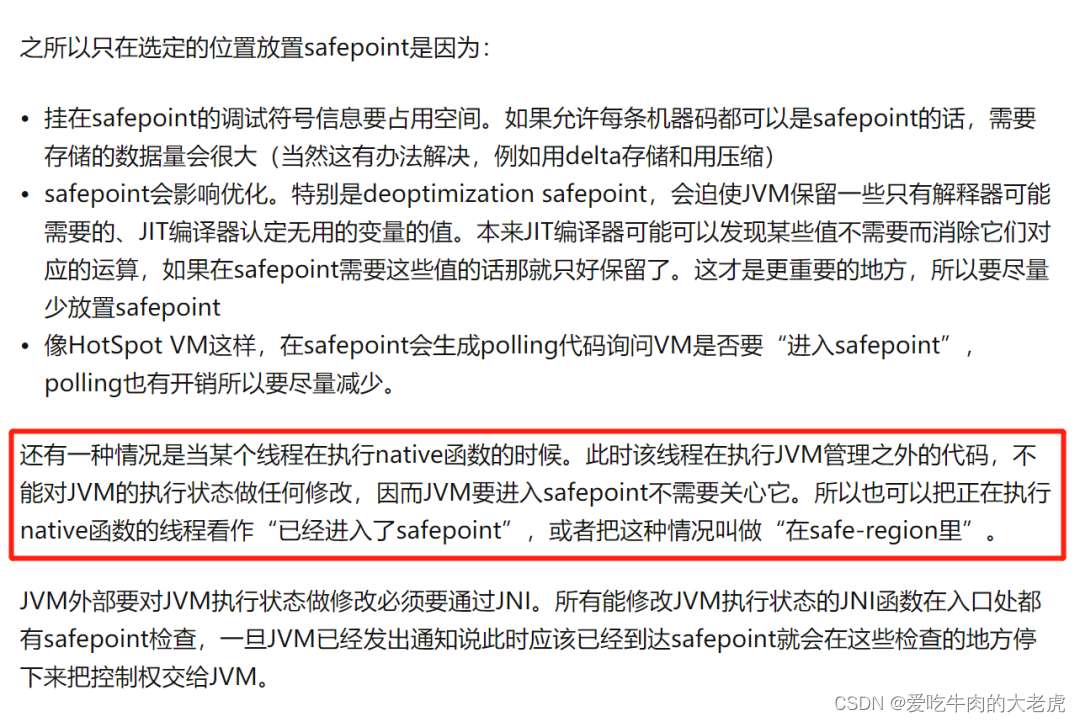 之所以只在选定的位置放置safepoint是因为：
• 挂在safepoint的调试符号信息要占用空间。如果允许每条机器码都可以是safepoint的话，需要
存储的数据量会很大（当然这有办法解决，例如用delta存储和用压缩）
• safepoint会影响优化。特别是deoptimization safepoint，会迫使JVM保留一些只有解释器可能
需要的、JIT编译器认定无用的变量的值。本来JIT编译器可能可以发现某些值不需要而消除它们对
应的运算，如果在safepoint需要这些值的话那就只好保留了。这才是更重要的地方，所以要尽量
少放置safepoint
• 像HotSpot VM这样，在safepoint会生成polling代码询问VM是否要“进入safepoint”，
polling也有开销所以要尽量减少。
还有一种情况是当某个线程在执行native函数的时候。此时该线程在执行JVM管理之外的代码，不
能对JVM的执行状态做任何修改，因而JVM要进入safepoint不需要关心它。所以也可以把正在执行
native函数的线程看作“已经进入了safepoint”，或者把这种情况叫做“在safe-region里”。
JVM外部要对JVM执行状态做修改必须要通过JNI。所有能修改JVM执行状态的JNI函数在入口处都
有safepoint检查，一旦JVM已经发出通知说此时应该已经到达safepoint就会在这些检查的地方停
下来把控制权交给JVM。
CSDN @爱吃牛肉的大老虎